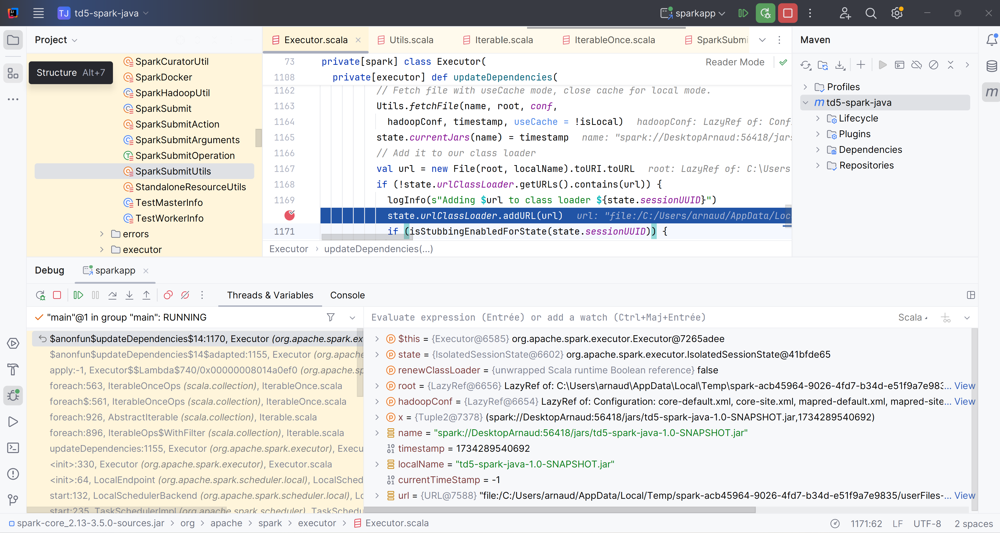 TJ td5-spark-java
sparkapp
Project
Structure Alt+7
SparkCuratorUtil
SparkDocker
SparkHadoopUtil
SparkSubmit
SparkSubmitAction
SparkSubmitArguments
SparkSubmitOperation
SparkSubmitUtils
StandaloneResourceUtils
TestMasterInfo
TestWorkerInfo
errors
executor
Executor.scala Utils.scala Iterable.scala IterableOnce.scala SparkSubmi
Reader Mode
73 private[spark] class Executor(
1108 private[executor] def updateDependencies(
1162 // Fetch file with useCache mode, close cache for local mode.
1163 Utils.fetchFile(name, root, conf,
1164 hadoopConf, timestamp, useCache = !isLocal) hadoopConf: LazyRef of: Conf
1165 state.currentJars(name) = timestamp name: "spark://DesktopArnaud:56418/jar
1166 // Add it to our class loader
1167 val url = new File(root, localName).toURI.toURL root: LazyRef of: C:\Users
1168 if (!state.urlClassLoader.getURLs().contains(url)) {
1169 logInfo(s"Adding $url to class loader ${state.sessionUUID}")
state.urlClassLoader.addURL(url) url: "file:/C:/Users/arnaud/AppData/Loc
1171 if (isStubbingEnabledForState(state.sessionUUID)) {
Executor › updateDependencies(...)
Maven
Profiles
m td5-spark-java
Lifecycle
Plugins
Dependencies
Repositories
m
Debug sparkapp
Threads & Variables Console
"main"@1 in group "main": RUNNING
$anonfun$updateDependencies$14:1170, Executor (org.apache.spark.ex
$anonfun$updateDependencies$14$adapted:1155, Executor (org.apache
apply:-1, Executor$$Lambda$740/0x00000008014a0ef0 (org.apache.sp
foreach:563, IterableOnceOps (scala.collection), IterableOnce.scala
foreach$:561, IterableOnceOps (scala.collection), IterableOnce.scala
foreach:926, AbstractIterable (scala.collection), Iterable.scala
foreach:896, IterableOps$WithFilter (scala.collection), Iterable.scala
updateDependencies:1155, Executor (org.apache.spark.executor), Execu
<init>:330, Executor (org.apache.spark.executor), Executor.scala
<init>:64, LocalEndpoint (org.apache.spark.scheduler.local), LocalSched
start:132, LocalSchedulerBackend (org.apache.spark.scheduler.local), Lo
start:235, TaskSchedulerImpl (org.apache.spark.scheduler), TaskSchedu
Evaluate expression (Entrée) or add a watch (Ctrl+Maj+Entrée) Scala
$this = {Executor@6585} org.apache.spark.executor.Executor@7265adee
state = {IsolatedSessionState@6602} org.apache.spark.executor.IsolatedSessionState@41bfde65
renewClassLoader = {unwrapped Scala runtime Boolean reference} false
root = {LazyRef@6656} LazyRef of: C:\Users\arnaud\AppData\Local\Temp\spark-acb45964-9026-4fd7-b34d-e51f9a7e983... View
hadoopConf = {LazyRef@6654} LazyRef of: Configuration: core-default.xml, core-site.xml, mapred-default.xml, mapred-site... View
x = {Tuple2@7378} (spark://DesktopArnaud:56418/jars/td5-spark-java-1.0-SNAPSHOT.jar,1734289540692)
name = "spark://DesktopArnaud:56418/jars/td5-spark-java-1.0-SNAPSHOT.jar"
timestamp = 1734289540692
localName = "td5-spark-java-1.0-SNAPSHOT.jar"
currentTimeStamp = -1
url = {URL@7588} "file:/C:/Users/arnaud/AppData/Local/Temp/spark-acb45964-9026-4fd7-b34d-e51f9a7e9835/userFiles-... View
spark-core_2.13-3.5.0-sources.jar › org › apache › spark › executor › Executor.scala
1171:62 LF UTF-8 2 spaces